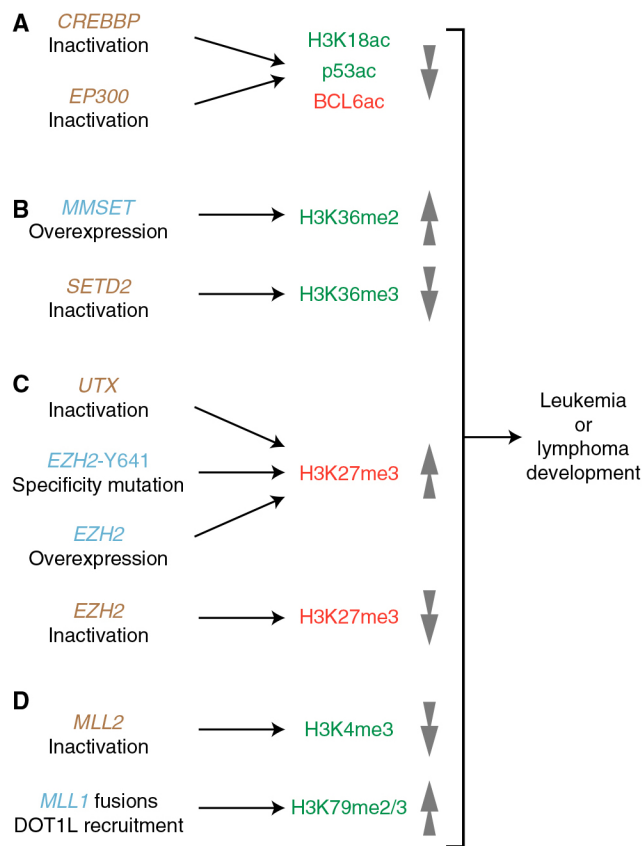 A
CREBBP
Inactivation
EP300
Inactivation
H3K18ac
p53ac
BCL6ac
B
MMSET
Overexpression
H3K36me2
SETD2
Inactivation
H3K36me3
C
UTX
Inactivation
EZH2-Y641
Specificity mutation
EZH2
Overexpression
H3K27me3
EZH2
Inactivation
H3K27me3
D
MLL2
Inactivation
H3K4me3
MLL1 fusions
DOT1L recruitment
H3K79me2/3
Leukemia
or
lymphoma
development